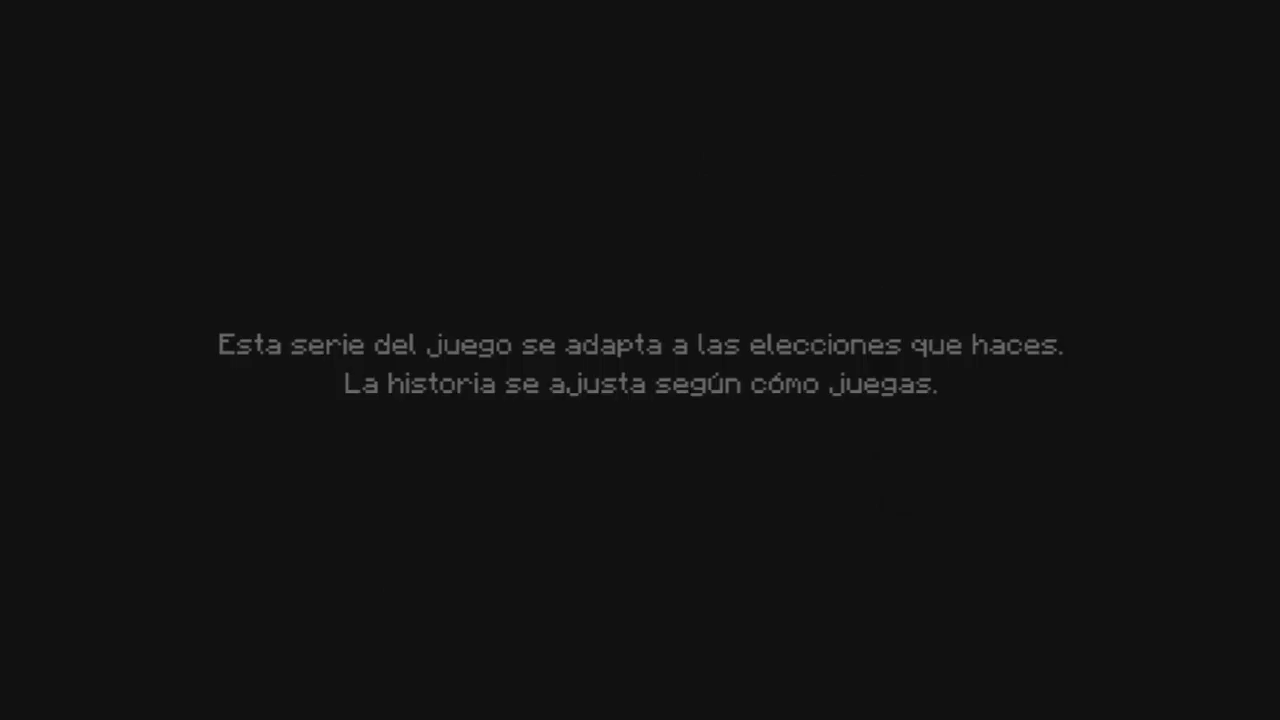 Esta serie del juego se adapta a las elecciones que haces.
La historia se ajusta según cómo juegas.